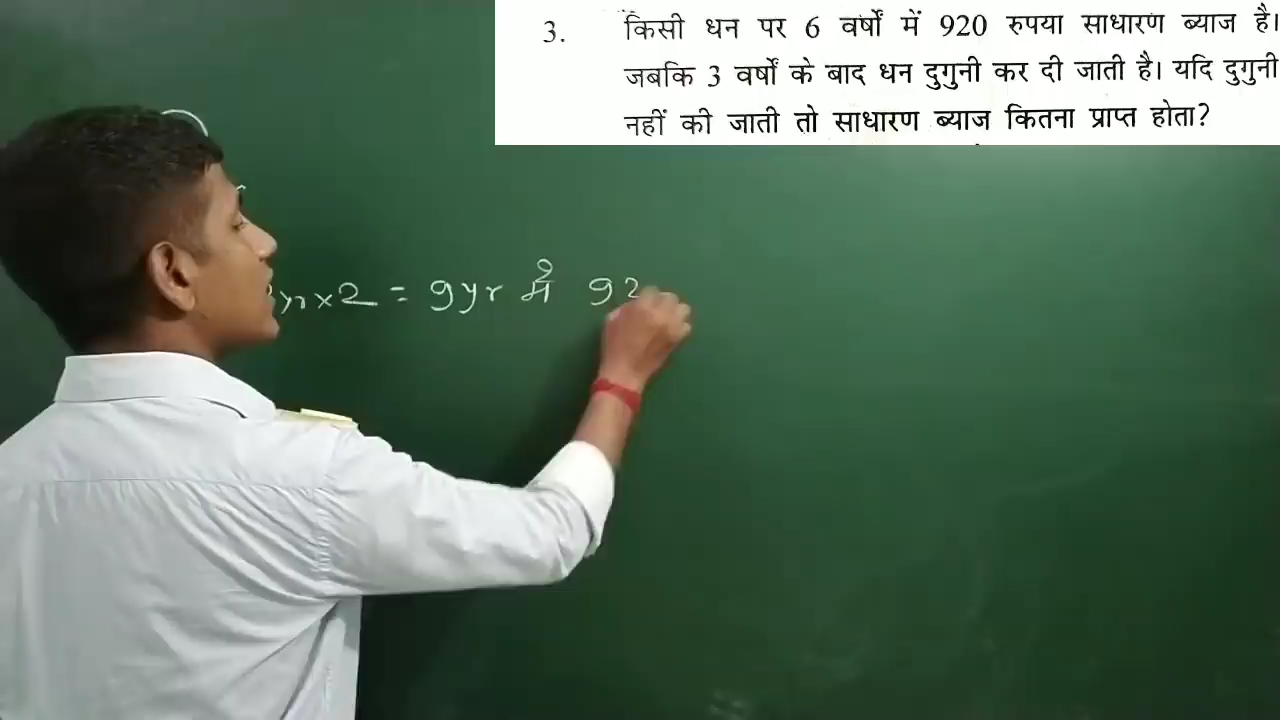 3. किसी धन पर 6 वर्षों में 920 रुपया साधारण ब्याज है।
जबकि 3 वर्षों के बाद धन दुगुनी कर दी जाती है। यदि दुगुनी
नहीं की जाती तो साधारण ब्याज कितना प्राप्त होता?
yr × 2 = 9yr में 92